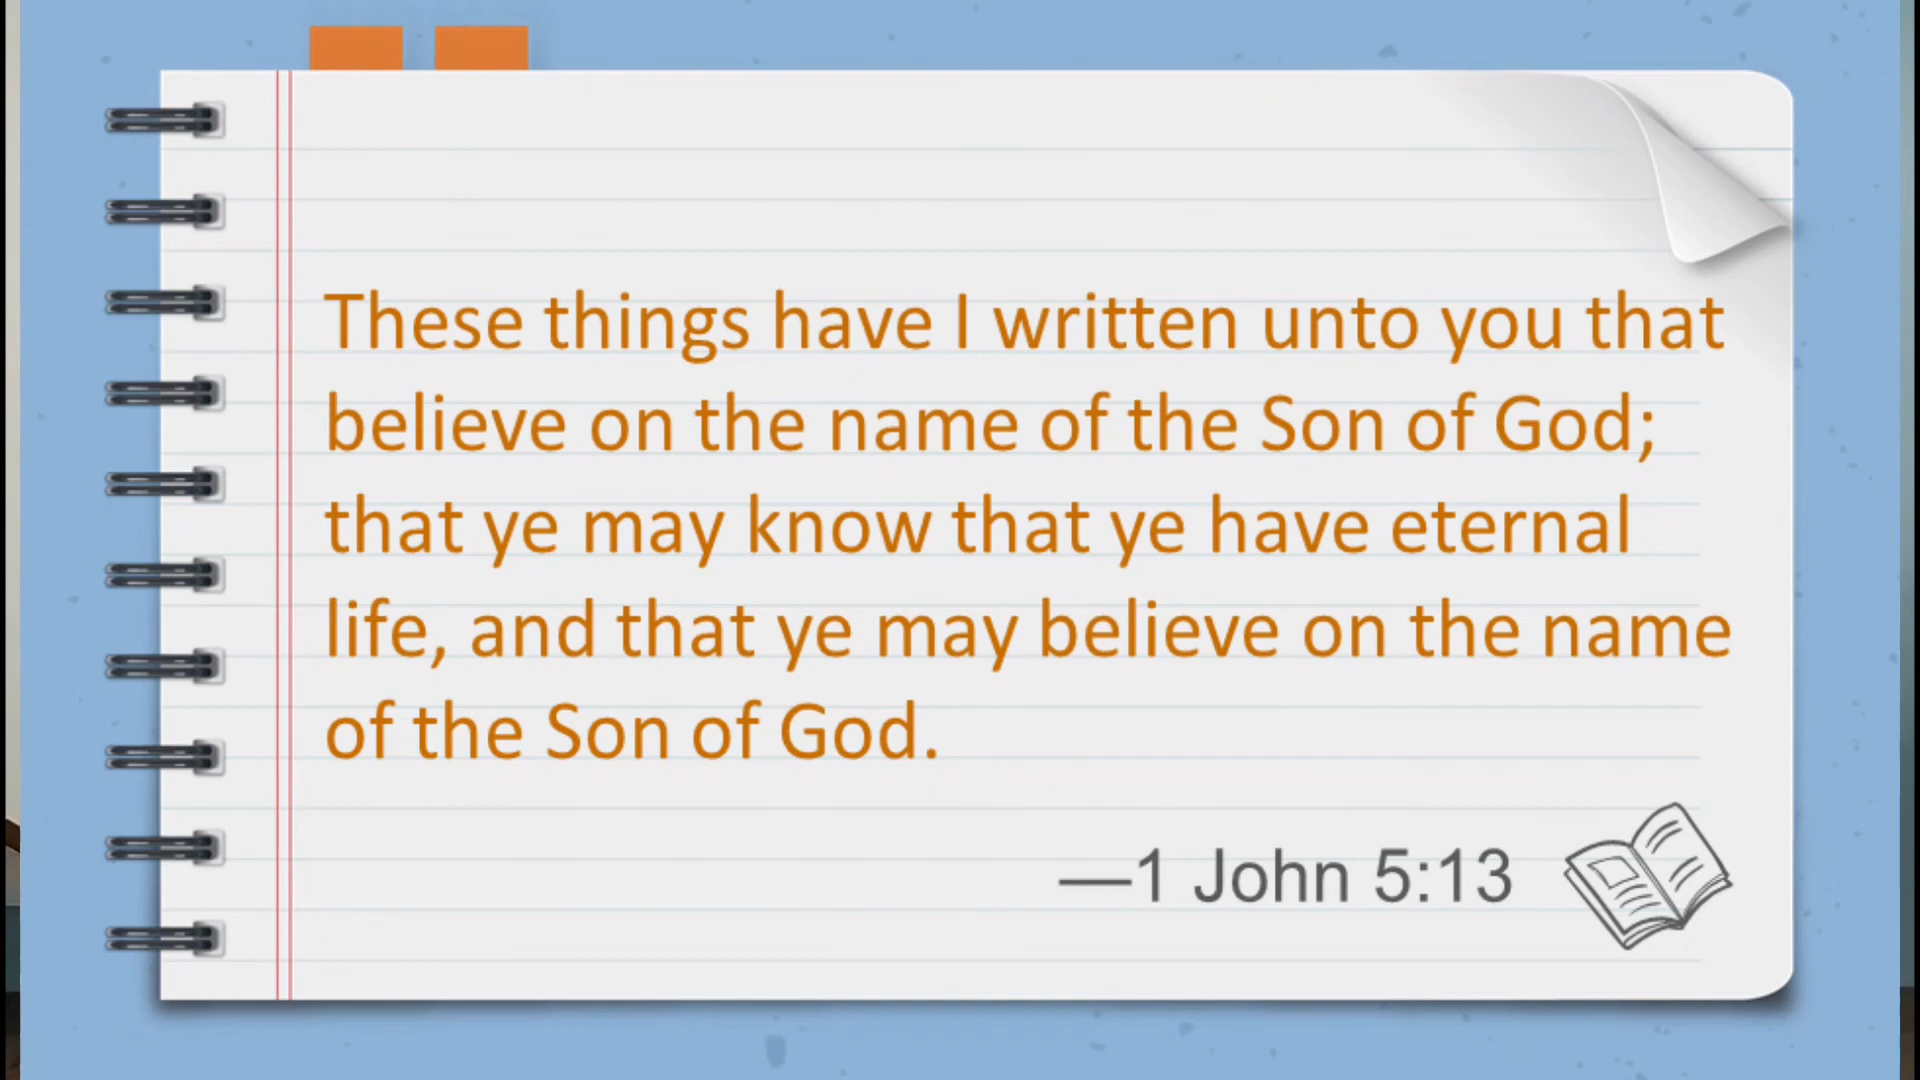 These things have I written unto you that
believe on the name of the Son of God;
that ye may know that ye have eternal
life, and that ye may believe on the name
of the Son of God.
—1 John 5:13